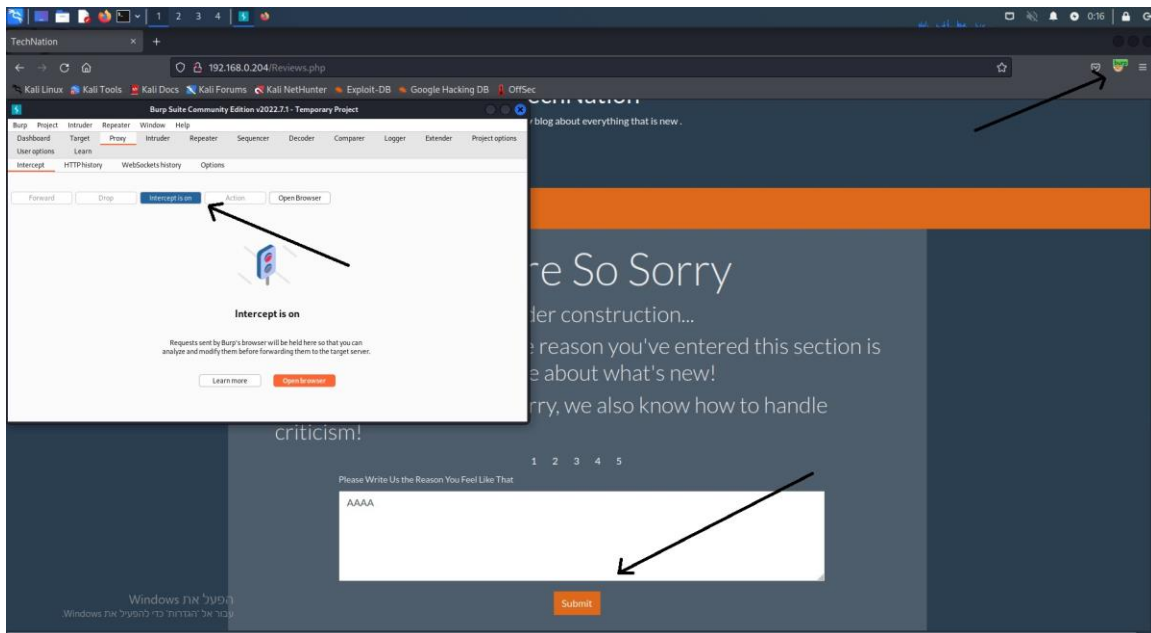 1 2 3 4
0:16
TechNation
192.168.0.204/Reviews.php
Burp
Kali Linux Kali Tools Kali Docs Kali Forums Kali NetHunter Exploit-DB Google Hacking DB OffSec
Burp Suite Community Edition v2022.7.1 - Temporary Project
Burp Project Intruder Repeater Window Help
Dashboard Target Proxy Intruder Repeater Sequencer Decoder Comparer Logger Extender Project options
User options Learn
Intercept HTTP history WebSockets history Options
Forward Drop Intercept is on Action Open Browser
Intercept is on
Requests sent by Burp's browser will be held here so that you can
analyze and modify them before forwarding them to the target server.
Learn more Open browser
blog about everything that is new .
re So Sorry
der construction...
reason you've entered this section is
e about what's new!
rry, we also know how to handle
criticism!
1 2 3 4 5
Please Write Us the Reason You Feel Like That
AAAA
Submit
הפעל את Windows
עבור אל 'הגדרות' כדי להפעיל את Windows.